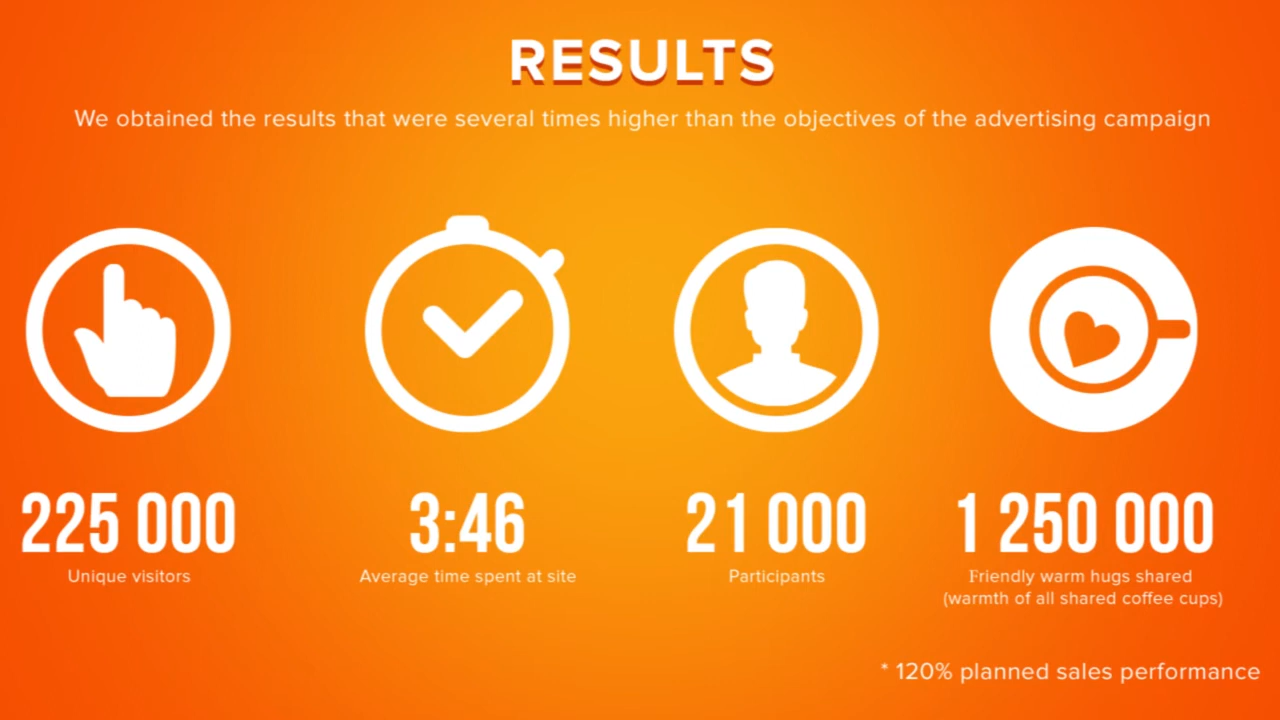 RESULTS
We obtained the results that were several times higher than the objectives of the advertising campaign
225 000
Unique visitors
3:46
Average time spent at site
21 000
Participants
1 250 000
Friendly warm hugs shared
(warmth of all shared coffee cups)
* 120% planned sales performance